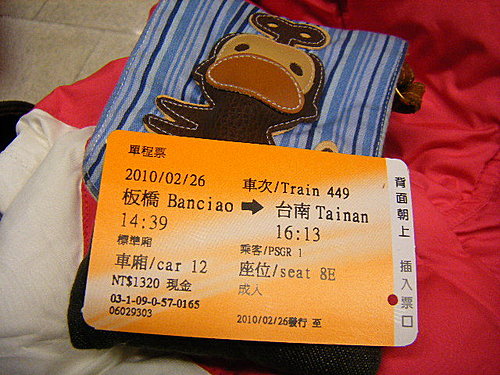 單程票
2010/02/26 車次/Train 449
板橋 Banciao → 台南 Tainan
14:39 16:13
標準廂 乘客/PSGR 1
車廂/car 12 座位/seat 8E
NT$1320 現金 成人
03-1-09-0-57-0165
06029303 2010/02/26發行 至
背面朝上 插入票口